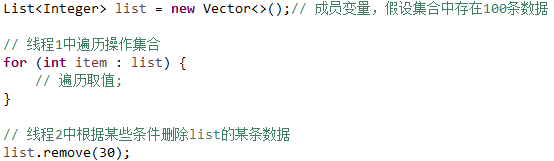 List<Integer> list = new Vector<>();// 成员变量，假设集合中存在100条数据
// 线程1中遍历操作集合
for (int item : list) {
// 遍历取值;
}
// 线程2中根据某些条件删除list的某条数据
list.remove(30);